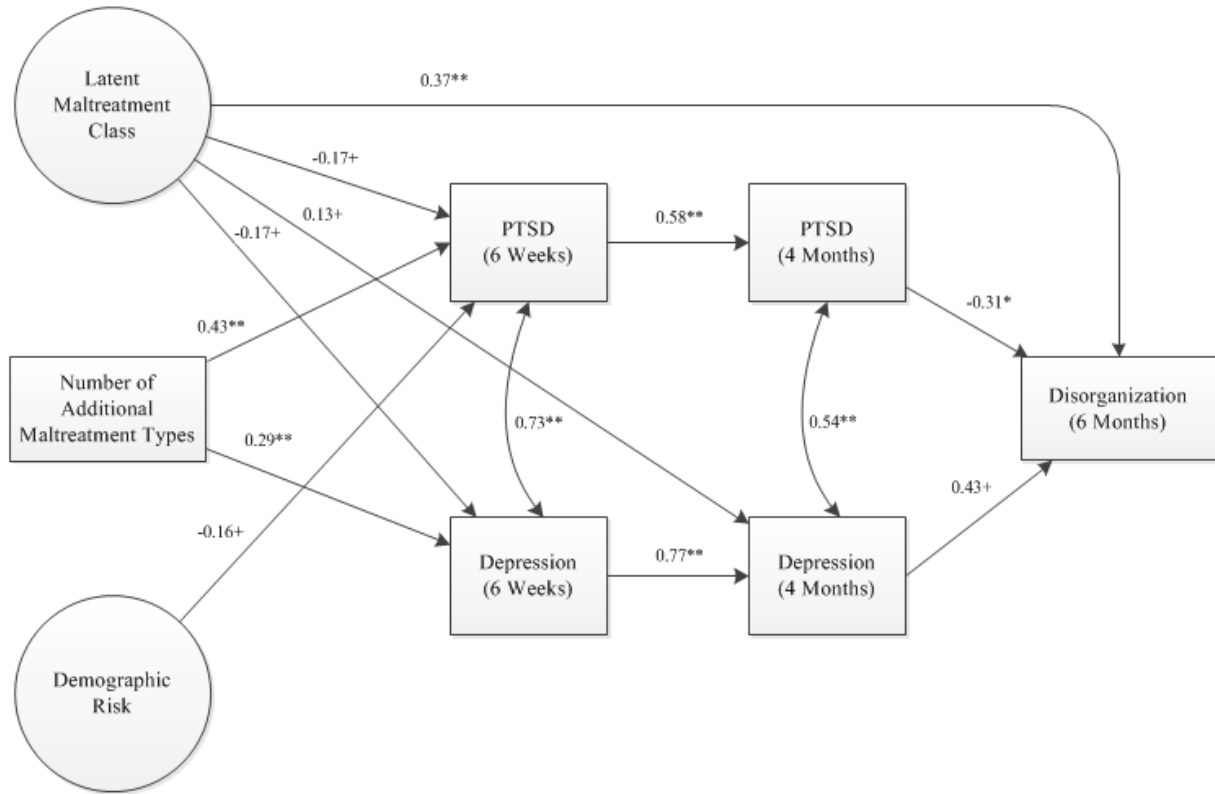 Latent
Maltreatment
Class
0.37**
-0.17+
0.13+
-0.17+
PTSD
(6 Weeks)
0.58**
PTSD
(4 Months)
-0.31*
0.43**
Number of
Additional
Maltreatment Types
0.29**
0.73**
0.54**
Disorganization
(6 Months)
-0.16+
Depression
(6 Weeks)
0.77**
Depression
(4 Months)
0.43+
Demographic
Risk